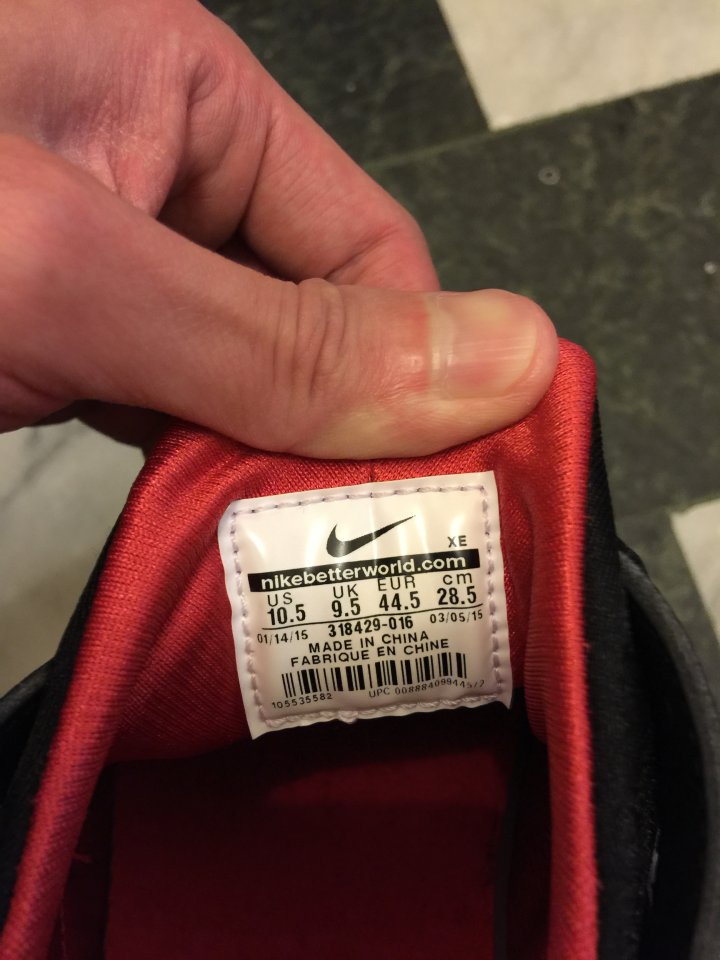 XE
nikebetterworld.com
US UK EUR cm
10.5 9.5 44.5 28.5
01/14/15 318429-016 03/05/15
MADE IN CHINA
FABRIQUE EN CHINE
105535582 UPC